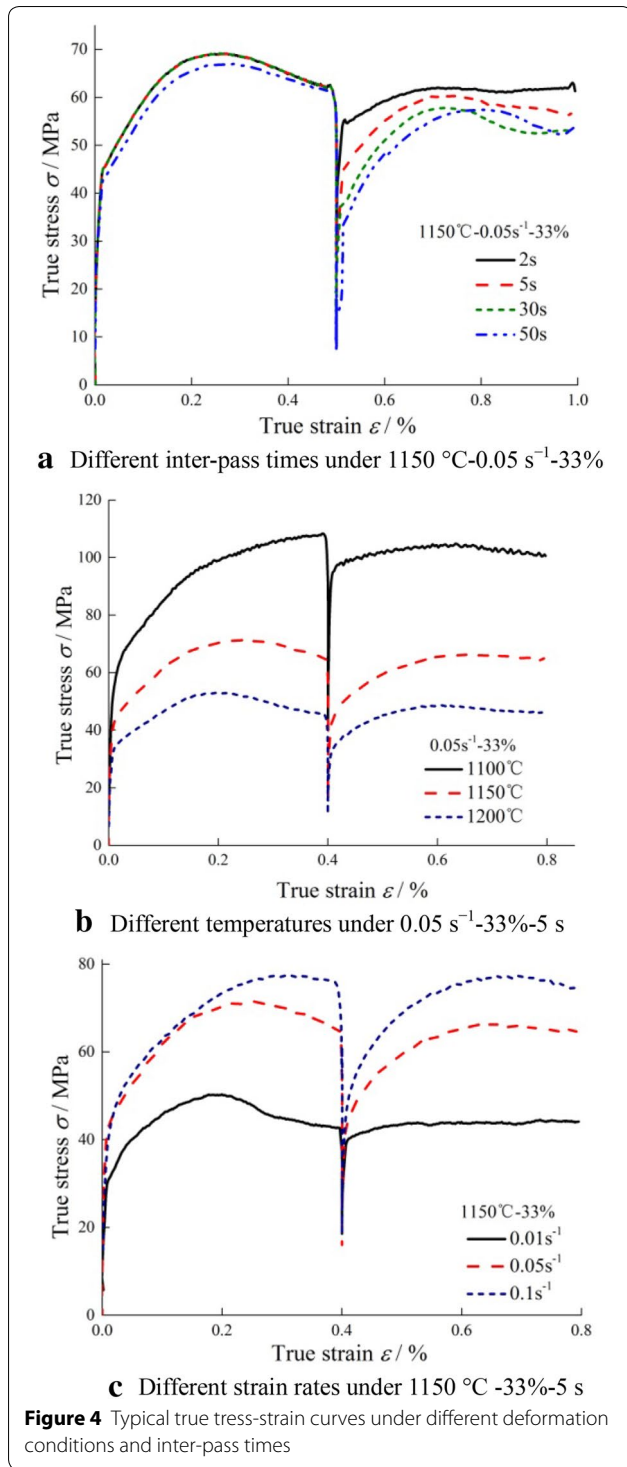 70
60
50
40
30
20
10
0
True stress σ / MPa
1150℃-0.05s⁻¹-33%
2s
5s
30s
50s
0.0 0.2 0.4 0.6 0.8 1.0
True strain ε / %
a Different inter-pass times under 1150 °C-0.05 s⁻¹-33%
120
100
80
60
40
20
0
True stress σ / MPa
0.05s⁻¹-33%
1100℃
1150℃
1200℃
0.0 0.2 0.4 0.6 0.8
True strain ε / %
b Different temperatures under 0.05 s⁻¹-33%-5 s
80
60
40
20
0
True stress σ / MPa
1150℃-33%
0.01s⁻¹
0.05s⁻¹
0.1s⁻¹
0.0 0.2 0.4 0.6 0.8
True strain ε / %
c Different strain rates under 1150 °C -33%-5 s
Figure 4 Typical true tress-strain curves under different deformation
conditions and inter-pass times